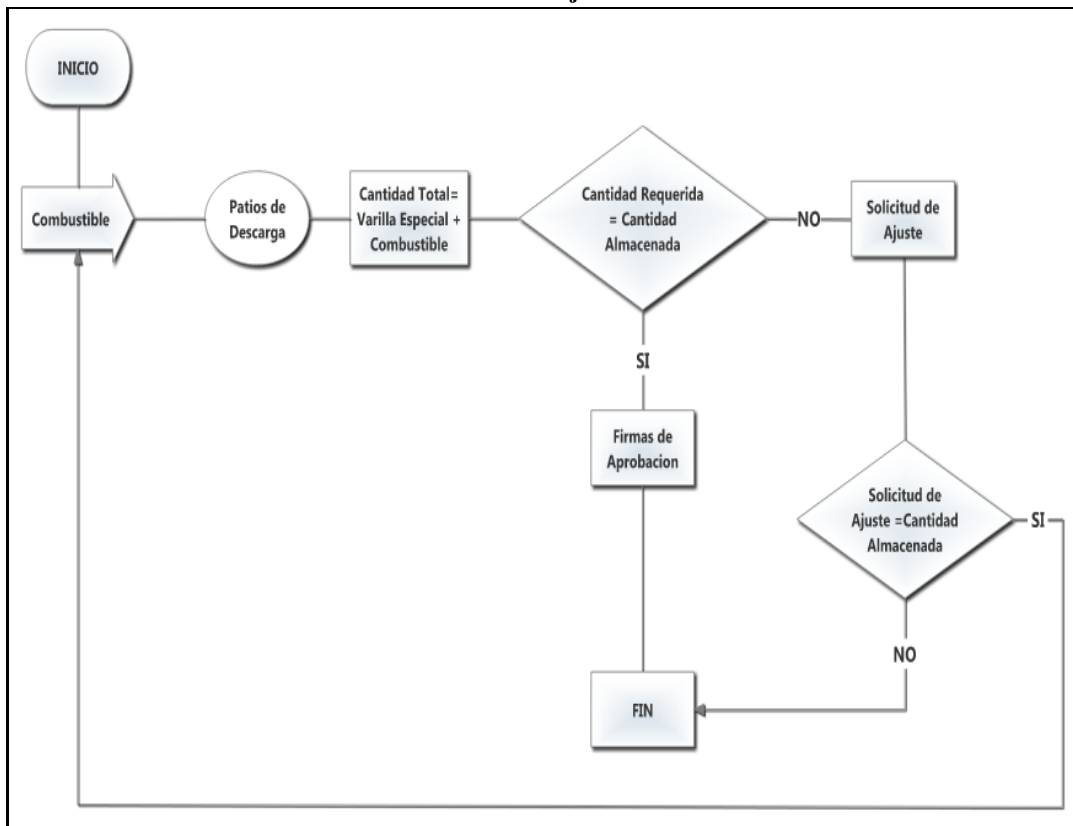 INICIO
Combustible
Patios de
Descarga
Cantidad Total=
Varilla Especial +
Combustible
Cantidad Requerida
= Cantidad
Almacenada
NO
Solicitud de
Ajuste
SI
Firmas de
Aprobacion
Solicitud de
Ajuste =Cantidad
Almacenada
SI
NO
FIN